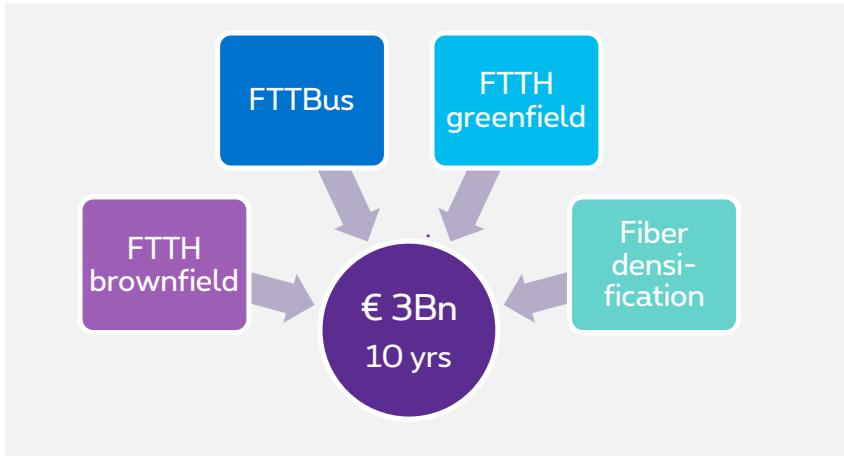 FTTBus
FTTH
greenfield
FTTH
brownfield
Fiber
densi-
fication
€ 3Bn
10 yrs